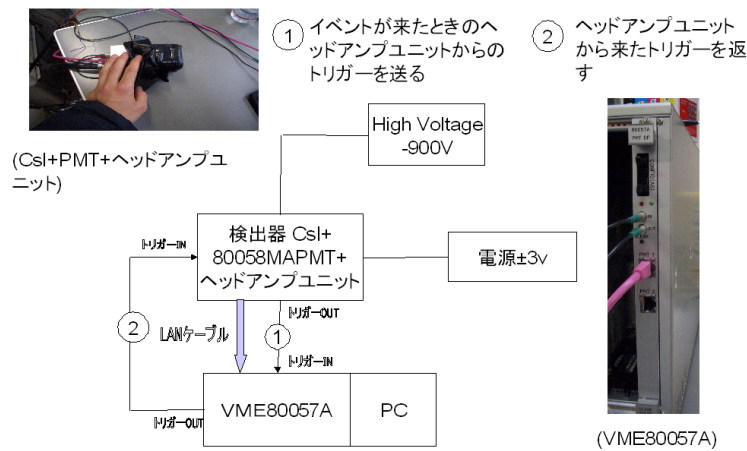 ① イベントが来たときのヘ
ッドアンプユニットからの
トリガーを送る
② ヘッドアンプユニット
から来たトリガーを返
す
(CsI+PMT+ヘッドアンプユ
ニット)
High Voltage
-900V
トリガーIN
検出器 CsI+
80058MAPMT+
ヘッドアンプユニット
電源±3v
トリガーOUT
②
LANケーブル
①
トリガーIN
VME80057A
PC
トリガーOUT
80057A
PMT DP
(VME80057A)